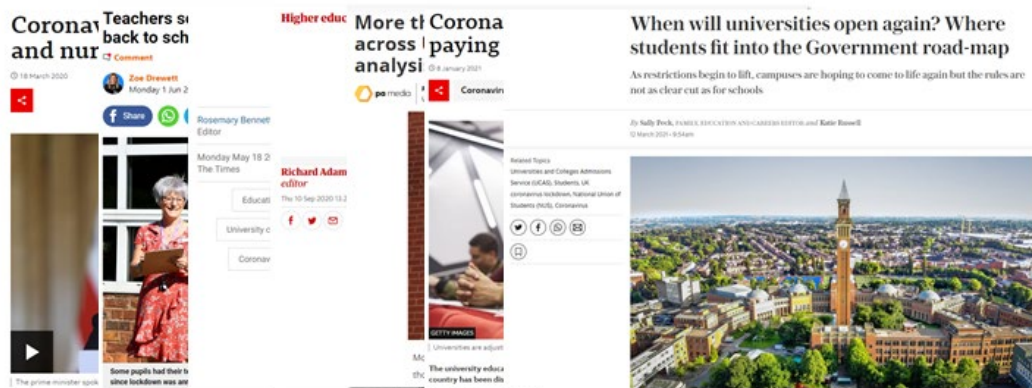 Coronav
and nur
18 March 2020
The prime minister spok
Teachers se
back to sch
Comment
Zoe Drewett
Monday 1 Jun 2
Share
Some pupils had their
since lockdown was ann
Rosemary Bennett
Editor
Monday May 18 2
The Times
Educati
University
Coronav
Higher educ
Richard Adam
editor
Thu 10 Sep 2020 13.2
More th
across
analysi
pa media
Mo
tho
Corona
paying
8 January 2021
Coronavir
GETTY IMAGES
Universities are adjust
The university educa
country has been dis
When will universities open again? Where
students fit into the Government road-map
As restrictions begin to lift, campuses are hoping to come to life again but the rules are
not as clear cut as for schools
By Sally Peck, FAMILY, EDUCATION AND CAREERS EDITOR and Katie Russell
12 March 2021 • 9:54am
Related Topics
Universities and Colleges Admissions
Service (UCAS), Students, UK
coronavirus lockdown, National Union of
Students (NUS), Coronavirus